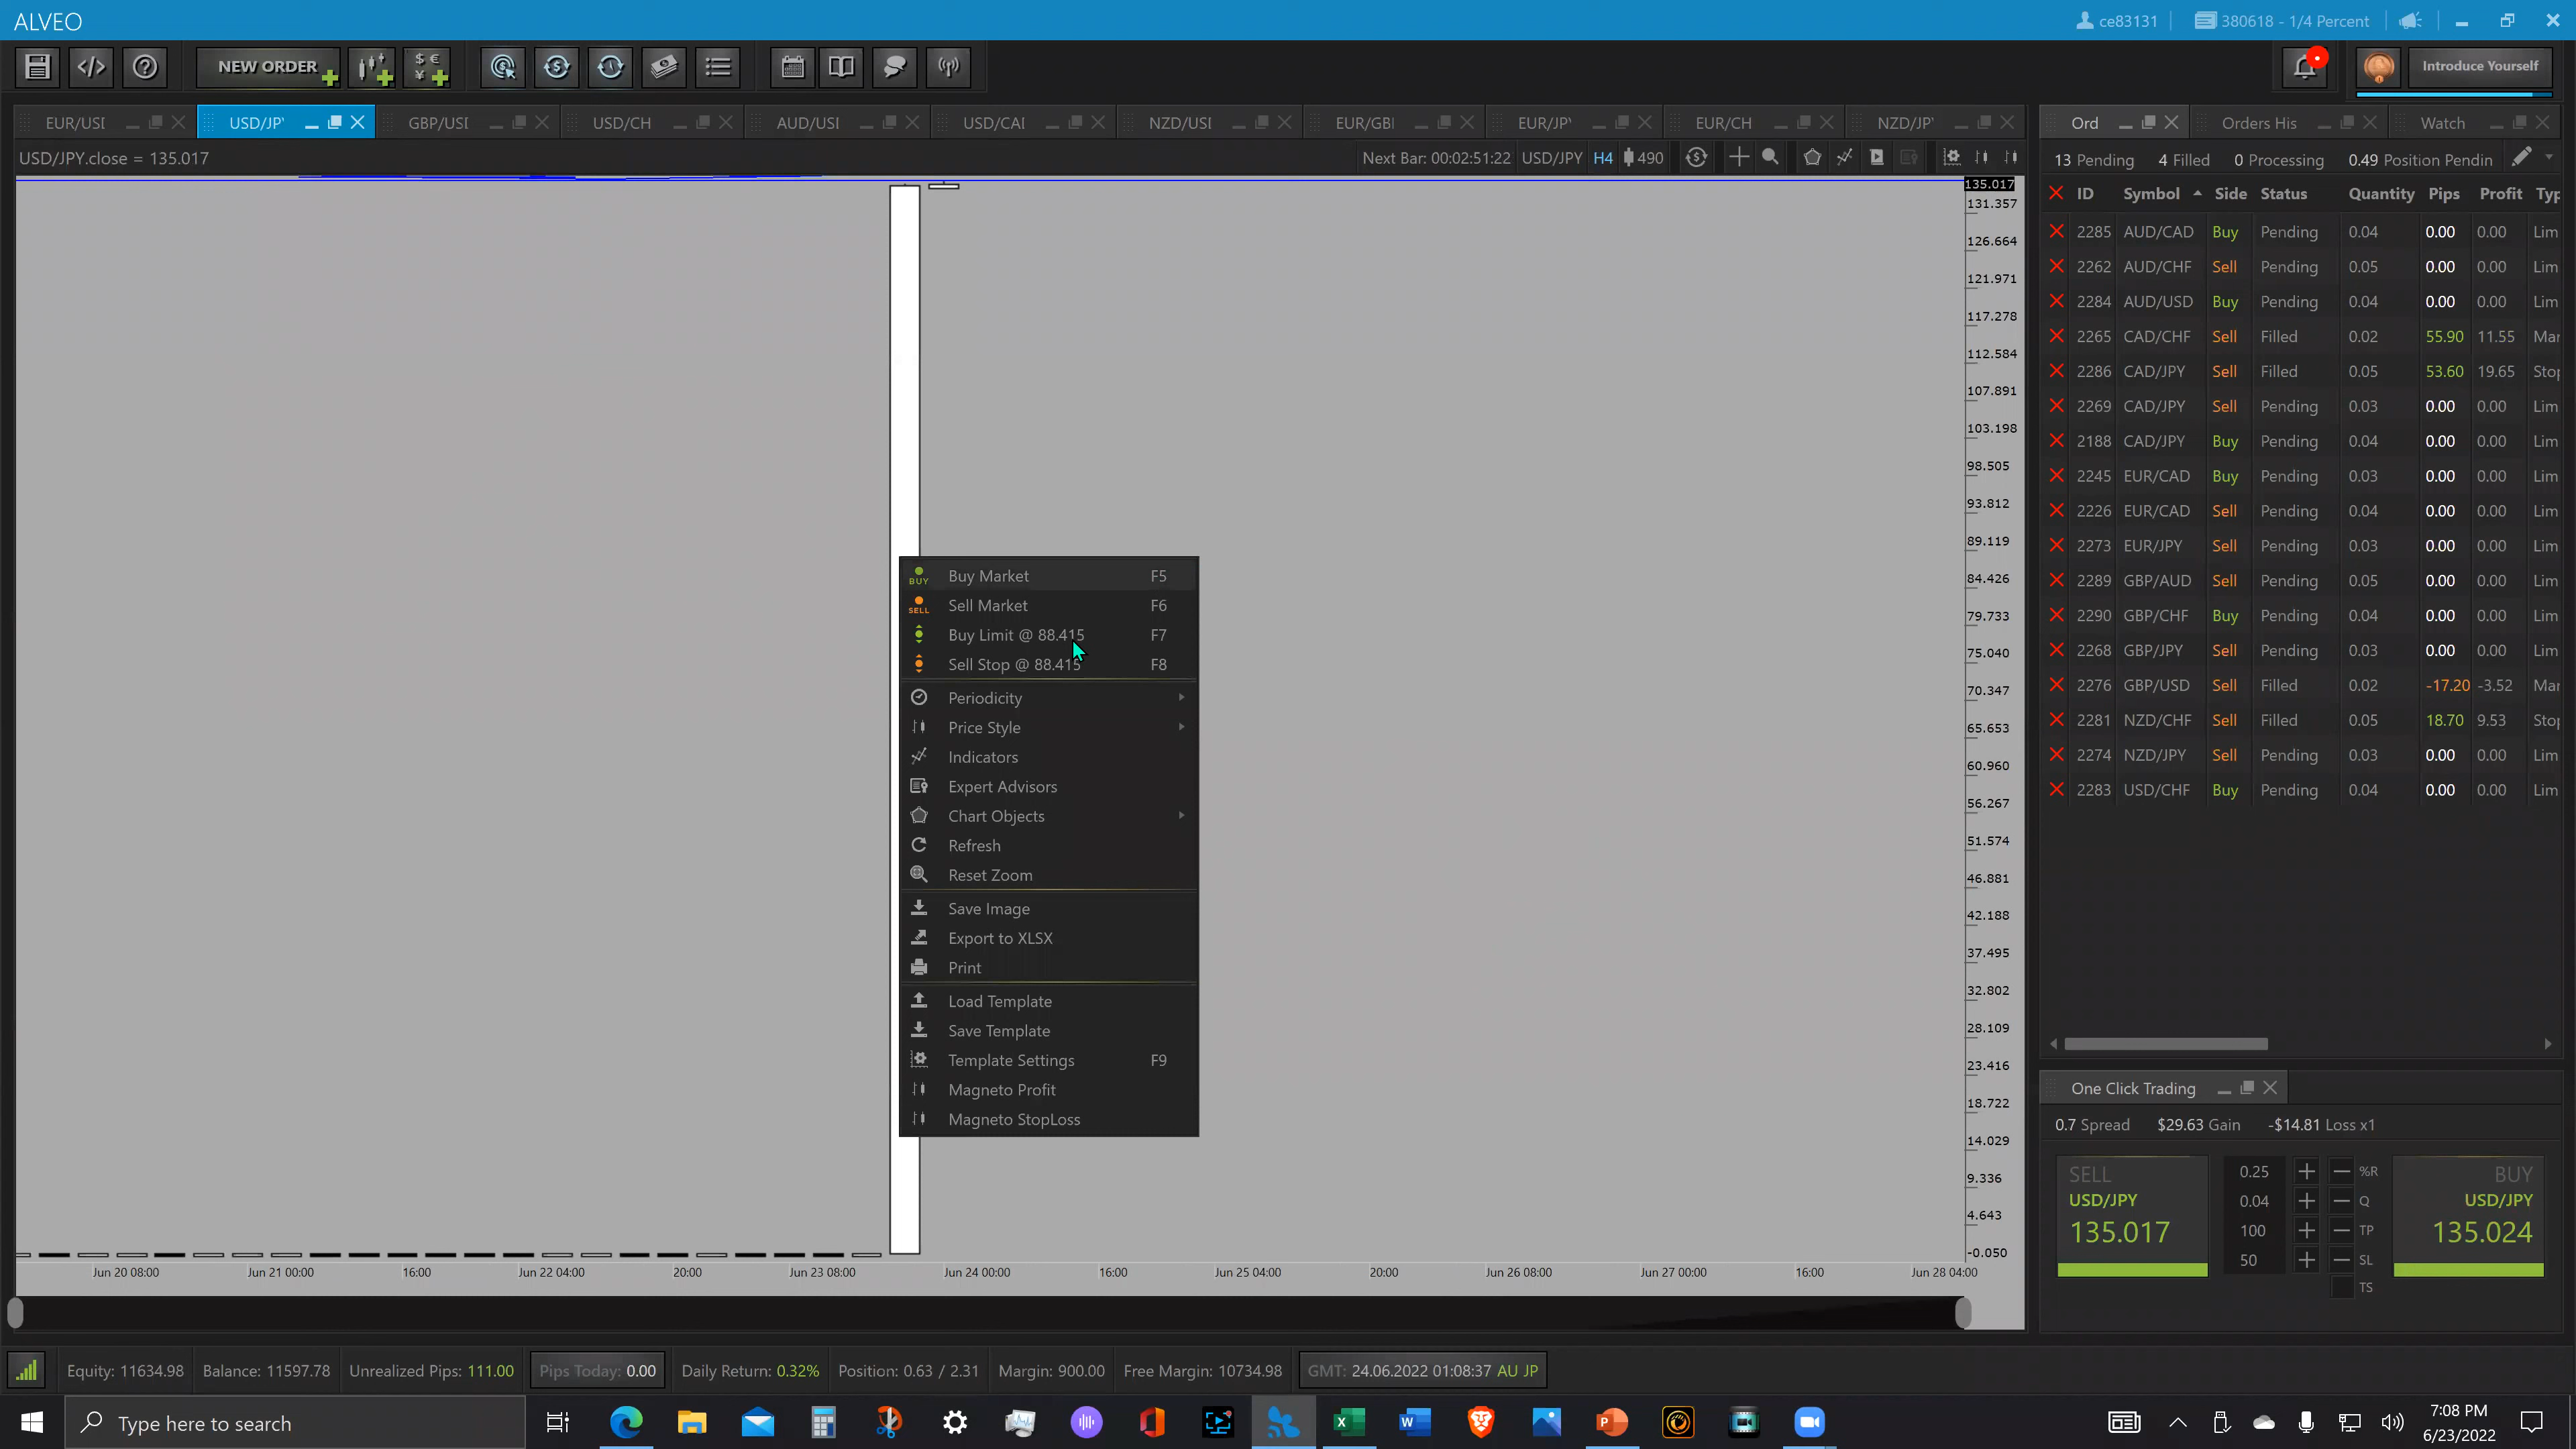 ALVEO
ce83131
380618 - 1/4 Percent
NEW ORDER
Introduce Yourself
EUR/USI
USD/JP
GBP/USI
USD/CH
AUD/USI
USD/CAI
NZD/USI
EUR/GBI
EUR/JP
EUR/CH
NZD/JP
Ord
Orders His
Watch
USD/JPY.close = 135.017
Next Bar: 00:02:51:22 USD/JPY H4 490
13 Pending 4 Filled 0 Processing 0.49 Position Pendin
ID Symbol Side Status Quantity Pips Profit Typ
2285 AUD/CAD Buy Pending 0.04 0.00 0.00 Lim
2262 AUD/CHF Sell Pending 0.05 0.00 0.00 Lim
2284 AUD/USD Buy Pending 0.04 0.00 0.00 Lim
2265 CAD/CHF Sell Filled 0.02 55.90 11.55 Mar
2286 CAD/JPY Sell Filled 0.05 53.60 19.65 Stop
2269 CAD/JPY Sell Pending 0.03 0.00 0.00 Lim
2188 CAD/JPY Buy Pending 0.04 0.00 0.00 Lim
2245 EUR/CAD Buy Pending 0.03 0.00 0.00 Lim
2226 EUR/CAD Sell Pending 0.04 0.00 0.00 Lim
2273 EUR/JPY Sell Pending 0.03 0.00 0.00 Lim
2289 GBP/AUD Sell Pending 0.05 0.00 0.00 Lim
2290 GBP/CHF Buy Pending 0.04 0.00 0.00 Lim
2268 GBP/JPY Sell Pending 0.03 0.00 0.00 Lim
2276 GBP/USD Sell Filled 0.02 -17.20 -3.52 Mar
2281 NZD/CHF Sell Filled 0.05 18.70 9.53 Stop
2274 NZD/JPY Sell Pending 0.03 0.00 0.00 Lim
2283 USD/CHF Buy Pending 0.04 0.00 0.00 Lim
135.017
131.357
126.664
121.971
117.278
112.584
107.891
103.198
98.505
93.812
89.119
84.426
79.733
75.040
70.347
65.653
60.960
56.267
51.574
46.881
42.188
37.495
32.802
28.109
23.416
18.722
14.029
9.336
4.643
-0.050
BUY Buy Market F5
SELL Sell Market F6
Buy Limit @ 88.415 F7
Sell Stop @ 88.415 F8
Periodicity
Price Style
Indicators
Expert Advisors
Chart Objects
Refresh
Reset Zoom
Save Image
Export to XLSX
Print
Load Template
Save Template
Template Settings F9
Magneto Profit
Magneto StopLoss
Jun 20 08:00 Jun 21 00:00 16:00 Jun 22 04:00 20:00 Jun 23 08:00 Jun 24 00:00 16:00 Jun 25 04:00 20:00 Jun 26 08:00 Jun 27 00:00 16:00 Jun 28 04:00
One Click Trading
0.7 Spread $29.63 Gain -$14.81 Loss x1
SELL
USD/JPY
135.017
0.25 %R
0.04 Q
100 TP
50 SL
TS
BUY
USD/JPY
135.024
Equity: 11634.98 Balance: 11597.78 Unrealized Pips: 111.00 Pips Today: 0.00 Daily Return: 0.32% Position: 0.63 / 2.31 Margin: 900.00 Free Margin: 10734.98 GMT: 24.06.2022 01:08:37 AU JP
Type here to search
7:08 PM
6/23/2022